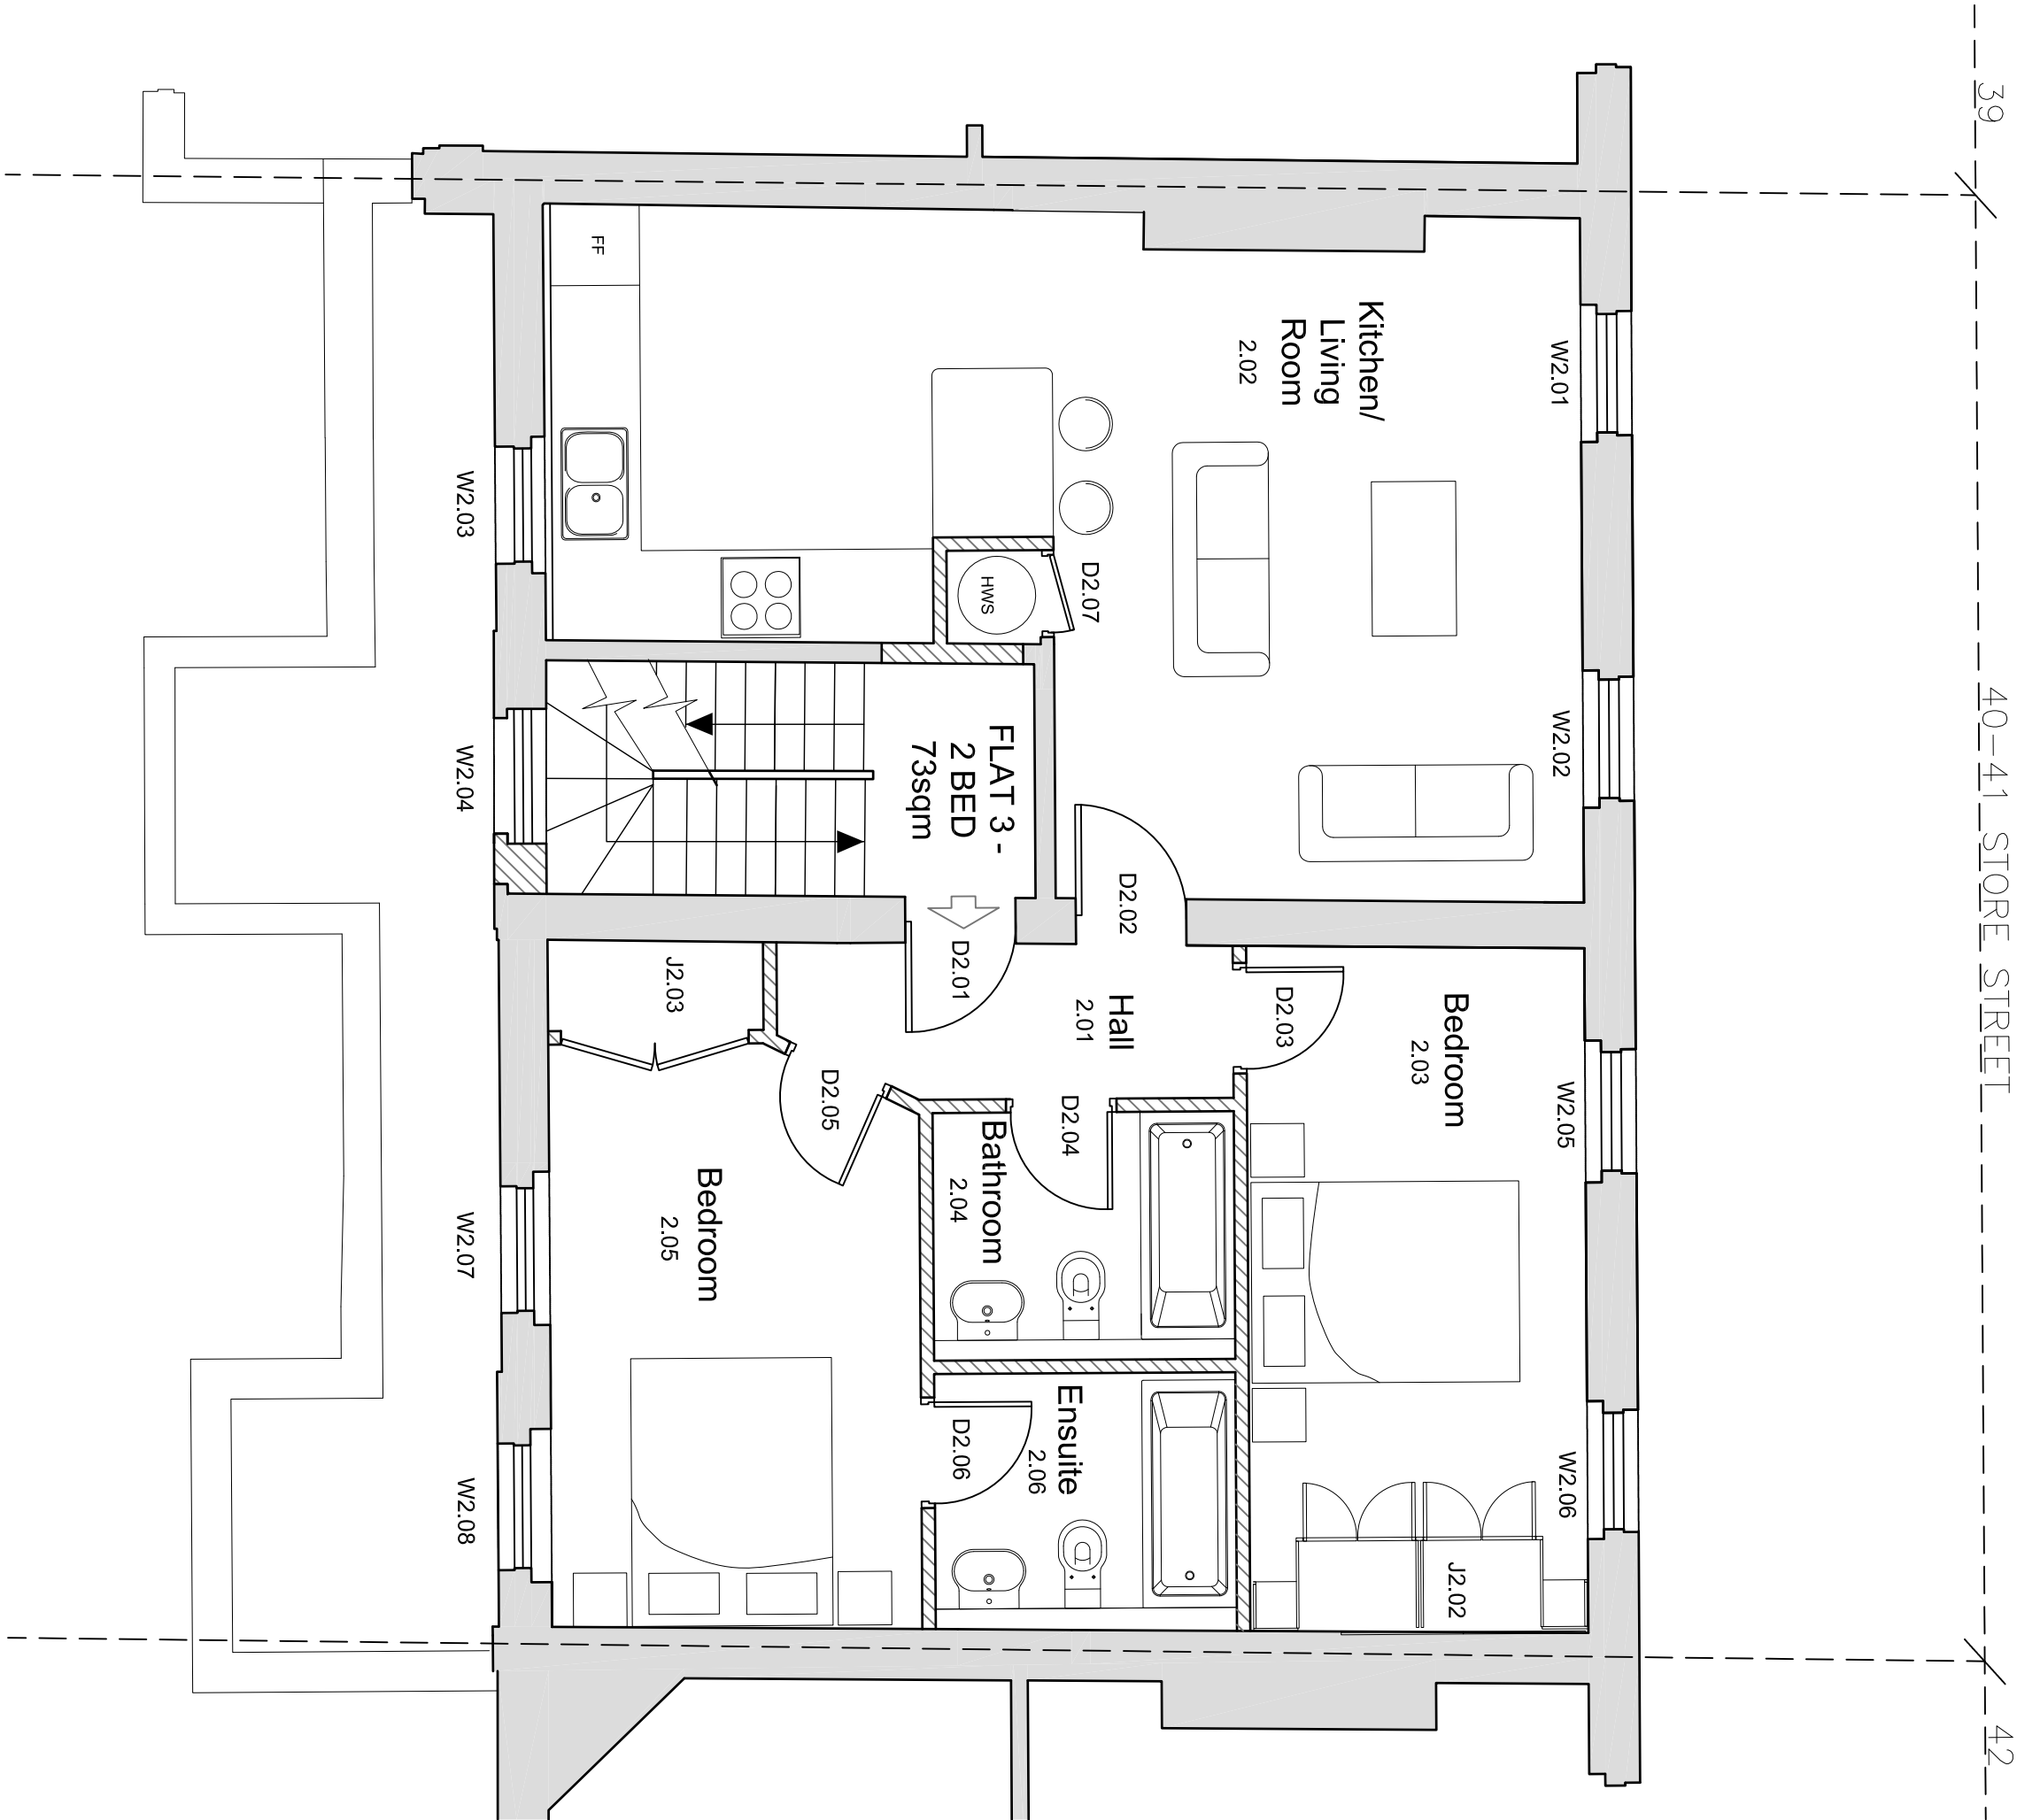 39
40-41 STORE STREET
42
W2.01
W2.02
W2.05
W2.06
Kitchen/
Living
Room
2.02
Bedroom
2.03
J2.02
D2.03
D2.02
Hall
2.01
D2.04
D2.07
HWS
FLAT 3 -
2 BED
73sqm
D2.01
Bathroom
2.04
Ensuite
2.06
D2.06
D2.05
Bedroom
2.05
J2.03
FF
W2.03
W2.04
W2.07
W2.08